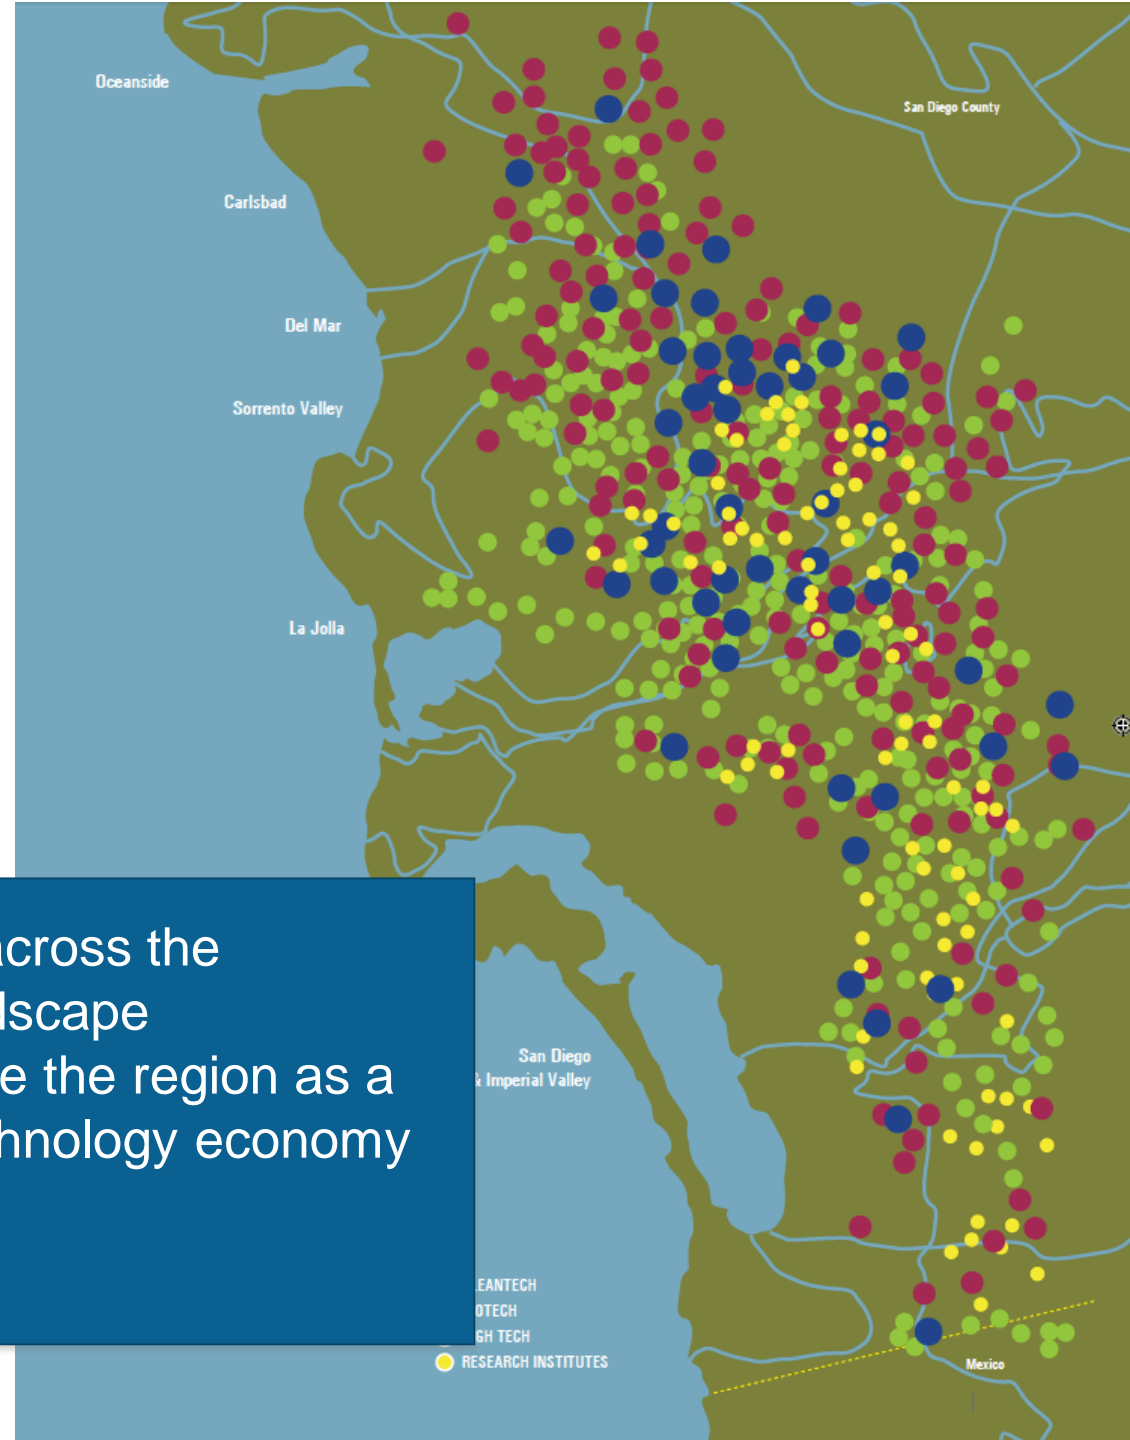 Oceanside
San Diego County
Carlsbad
Del Mar
Sorrento Valley
La Jolla
across the
dscape
e the region as a
hnology economy
San Diego
& Imperial Valley
LEANTECH
OTECH
GH TECH
RESEARCH INSTITUTES
Mexico